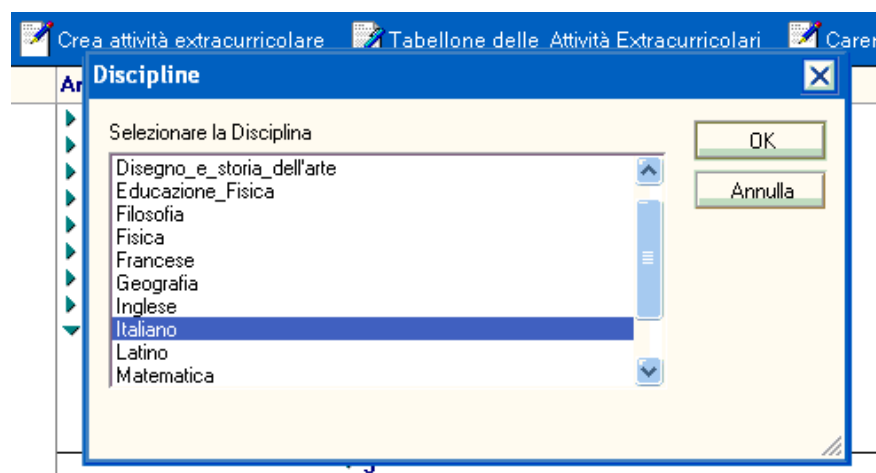 Crea attività extracurricolare Tabellone delle Attività Extracurricolari
Discipline
Selezionare la Disciplina
OK
Annulla
Disegno_e_storia_dell'arte
Educazione_Fisica
Filosofia
Fisica
Francese
Geografia
Inglese
Italiano
Latino
Matematica